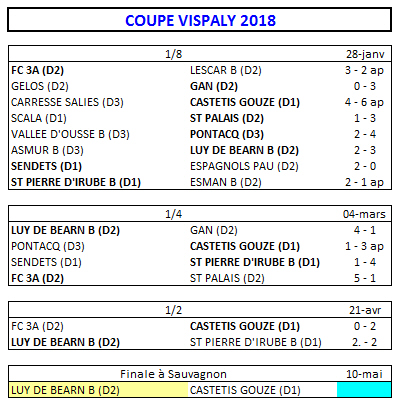 COUPE VISPALY 2018
1/8 28-janv
FC 3A (D2) LESCAR B (D2) 3 - 2 ap
GELOS (D2) GAN (D2) 0 - 3
CARRESSE SALIES (D3) CASTETIS GOUZE (D1) 4 - 6 ap
SCALA (D1) ST PALAIS (D2) 1 - 3
VALLEE D'OUSSE B (D3) PONTACQ (D3) 2 - 4
ASMUR B (D3) LUY DE BEARN B (D2) 2 - 3
SENDETS (D1) ESPAGNOLS PAU (D2) 2 - 0
ST PIERRE D'IRUBE B (D1) ESMAN B (D2) 2 - 1 ap
1/4 04-mars
LUY DE BEARN B (D2) GAN (D2) 4 - 1
PONTACQ (D3) CASTETIS GOUZE (D1) 1 - 3 ap
SENDETS (D1) ST PIERRE D'IRUBE B (D1) 1 - 4
FC 3A (D2) ST PALAIS (D2) 5 - 1
1/2 21-avr
FC 3A (D2) CASTETIS GOUZE (D1) 0 - 2
LUY DE BEARN B (D2) ST PIERRE D'IRUBE B (D1) 2. - 2
Finale à Sauvagnon 10-mai
LUY DE BEARN B (D2) CASTETIS GOUZE (D1)